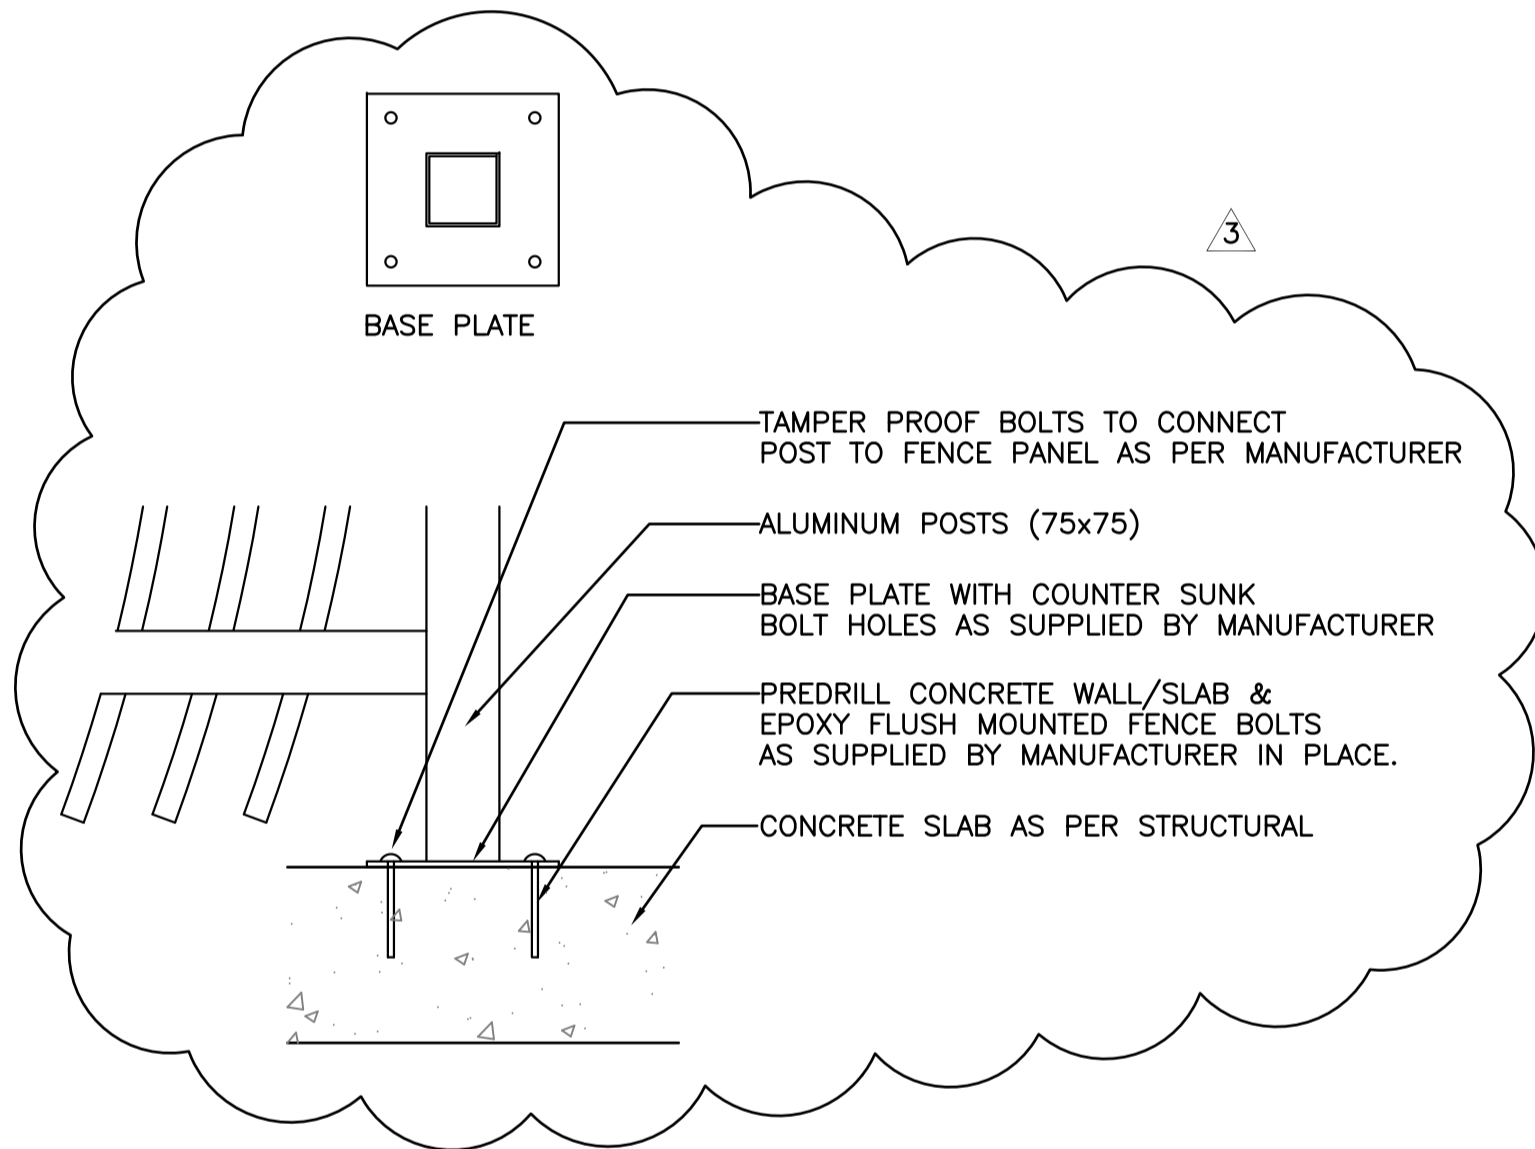 3
BASE PLATE
TAMPER PROOF BOLTS TO CONNECT
POST TO FENCE PANEL AS PER MANUFACTURER
ALUMINUM POSTS (75x75)
BASE PLATE WITH COUNTER SUNK
BOLT HOLES AS SUPPLIED BY MANUFACTURER
PREDRILL CONCRETE WALL/SLAB &
EPOXY FLUSH MOUNTED FENCE BOLTS
AS SUPPLIED BY MANUFACTURER IN PLACE.
CONCRETE SLAB AS PER STRUCTURAL